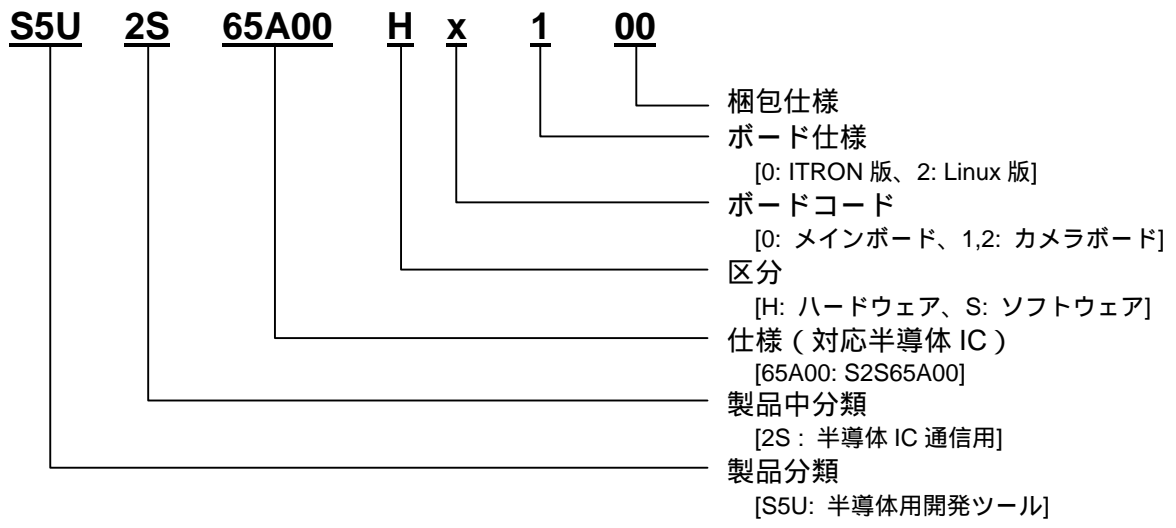 S5U 2S 65A00 H x 1 00
梱包仕様
ボード仕様
[0: ITRON 版、2: Linux 版]
ボードコード
[0: メインボード、1,2: カメラボード]
区分
[H: ハードウェア、S: ソフトウェア]
仕様（対応半導体 IC）
[65A00: S2S65A00]
製品中分類
[2S : 半導体 IC 通信用]
製品分類
[S5U: 半導体用開発ツール]